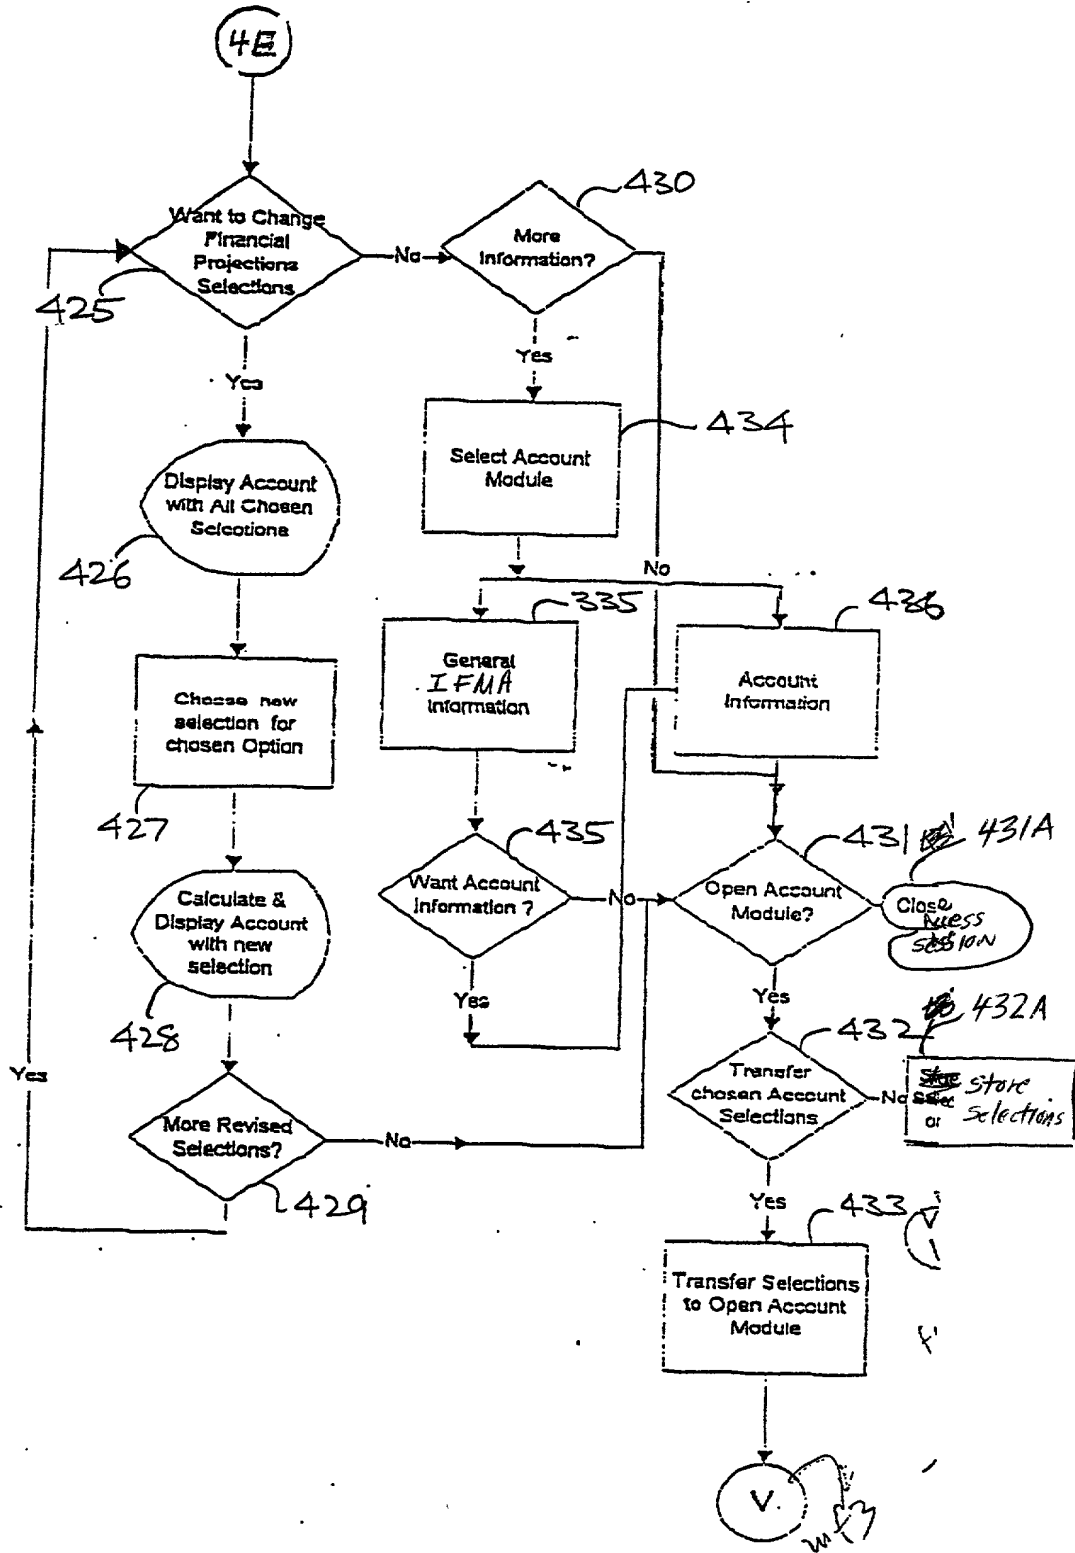 4E
Want to Change
Financial
Projections
Selections
425
No
More
Information?
430
Yes
Yes
Select Account
Module
434
Display Account
with All Chosen
Selections
426
No
335
General
IFMA
Information
436
Account
Information
Choose new
selection for
chosen Option
427
435
Want Account
Information ?
No
431
431A
Open Account
Module?
Close
Access
SESSION
Calculate &
Display Account
with new
selection
428
Yes
Yes
432
432A
Transfer
chosen Account
Selections
No
or
store
selections
Yes
More Revised
Selections?
No
429
Yes
433
V
Transfer Selections
to Open Account
Module
V.